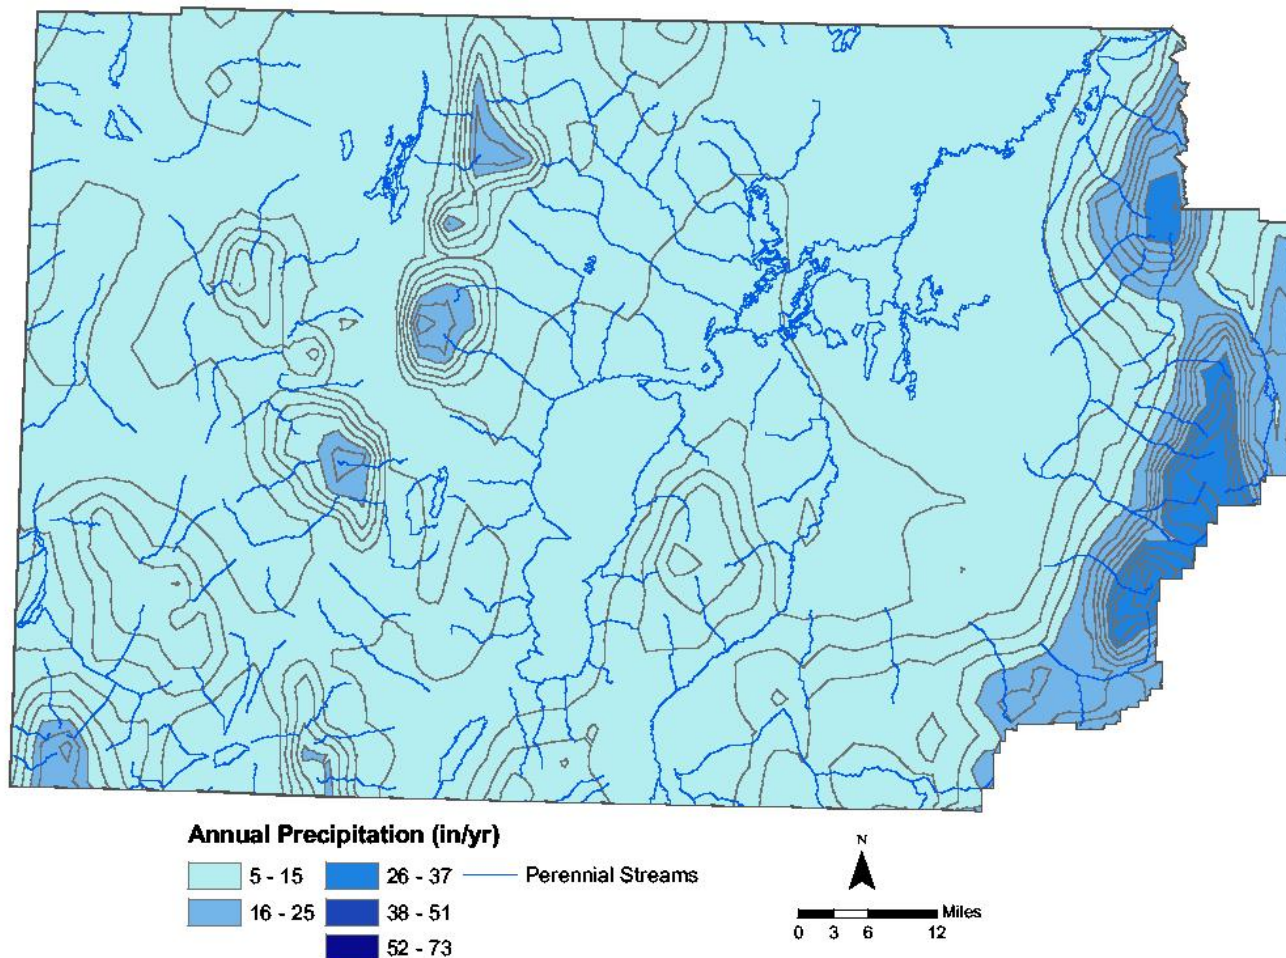 Annual Precipitation (in/yr)
5 - 15
26 - 37
Perennial Streams
16 - 25
38 - 51
52 - 73
N
Miles
0 3 6 12